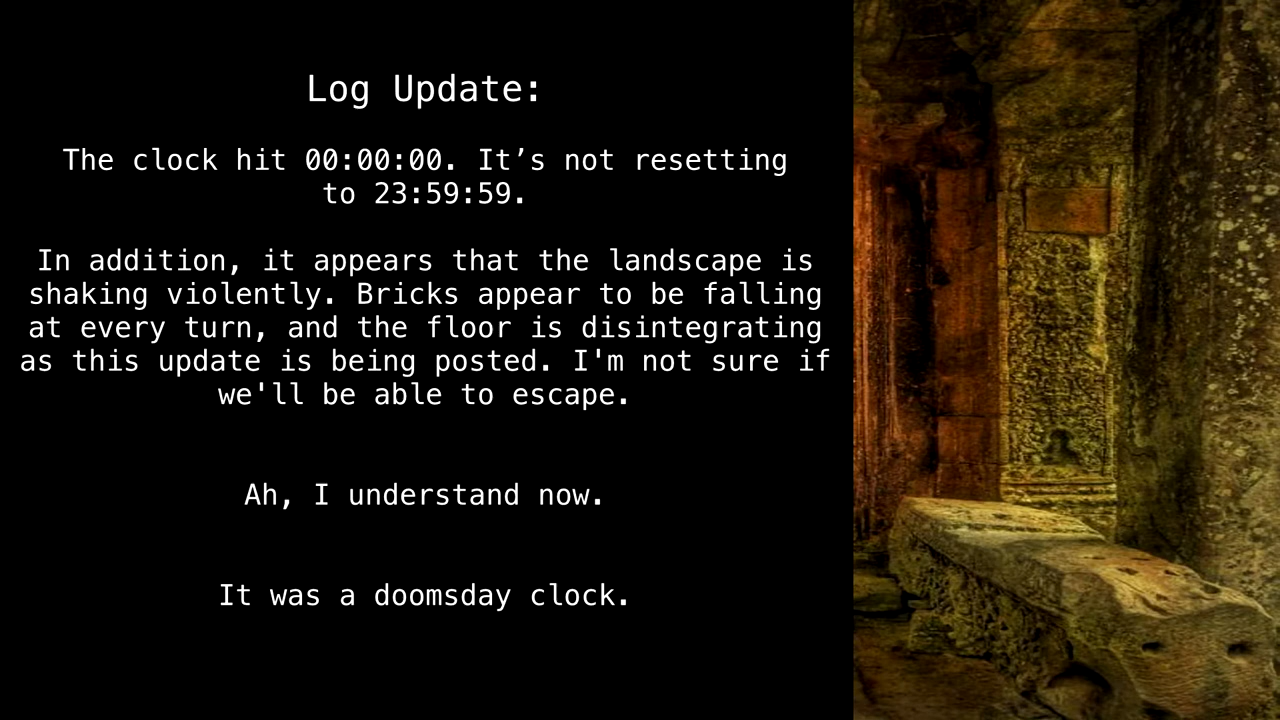 Log Update:
The clock hit 00:00:00. It’s not resetting
to 23:59:59.
In addition, it appears that the landscape is
shaking violently. Bricks appear to be falling
at every turn, and the floor is disintegrating
as this update is being posted. I'm not sure if
we'll be able to escape.
Ah, I understand now.
It was a doomsday clock.